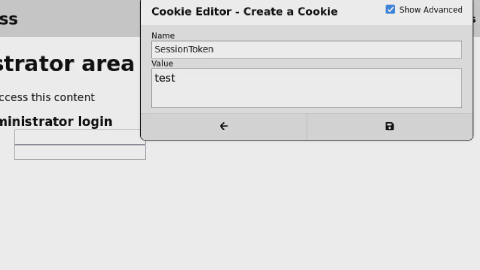 Cookie Editor - Create a Cookie
Show Advanced
ss
s
Name
SessionToken
strator area
Value
test
ccess this content
ministrator login